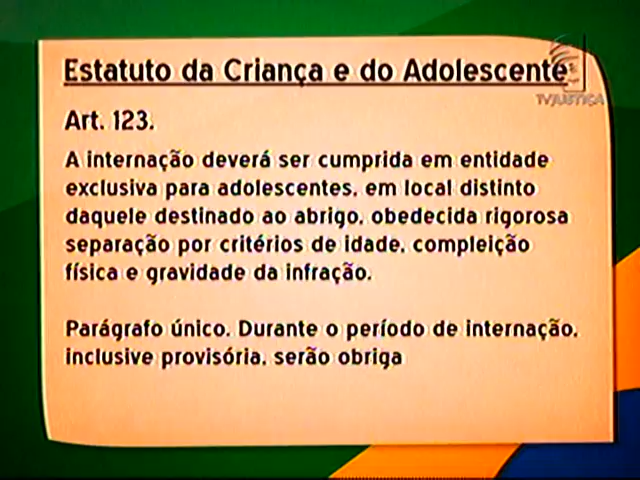 Estatuto da Criança e do Adolescente
TVJUSTIÇA
Art. 123.
A internação deverá ser cumprida em entidade
exclusiva para adolescentes, em local distinto
daquele destinado ao abrigo, obedecida rigorosa
separação por critérios de idade, compleição
física e gravidade da infração.
Parágrafo único. Durante o período de internação,
inclusive provisória, serão obriga